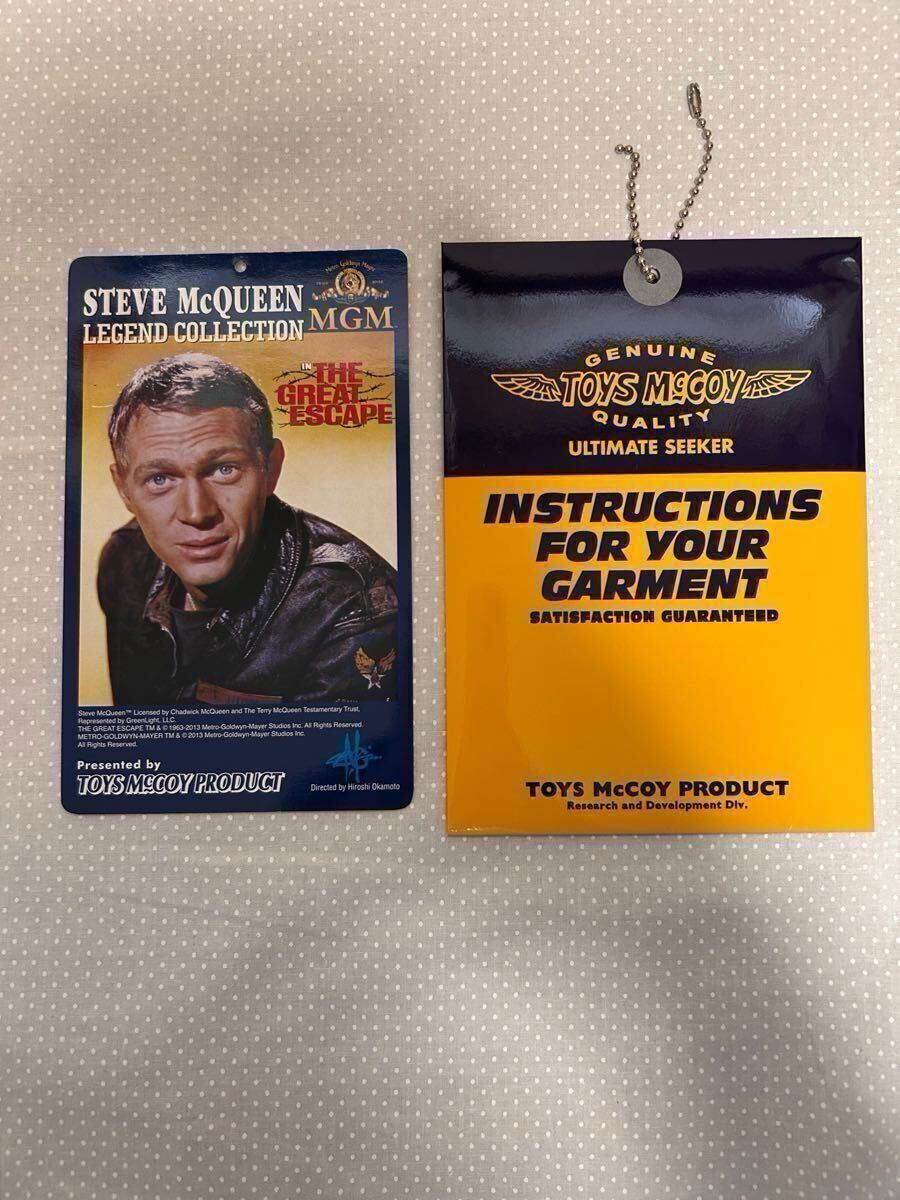 STEVE McQUEEN
LEGEND COLLECTION
Metro Goldwyn Mayer
MGM
IN THE
GREAT
ESCAPE
Steve McQueen™ Licensed by Chadwick McQueen and The Terry McQueen Testamentary Trust,
Represented by GreenLight, LLC.
THE GREAT ESCAPE TM & © 1963-2013 Metro-Goldwyn-Mayer Studios Inc. All Rights Reserved.
METRO-GOLDWYN-MAYER TM & © 2013 Metro-Goldwyn-Mayer Studios Inc.
All Rights Reserved.
Presented by
TOYS McCOY PRODUCT
Directed by Hiroshi Okamoto
GENUINE
TOYS McCOY
QUALITY
ULTIMATE SEEKER
INSTRUCTIONS
FOR YOUR
GARMENT
SATISFACTION GUARANTEED
TOYS McCOY PRODUCT
Research and Development Div.